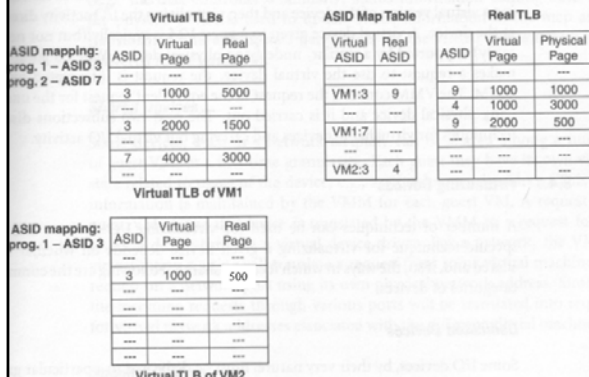 Virtual TLBs
ASID mapping:
prog. 1 – ASID 3
prog. 2 – ASID 7
ASID Virtual Page Real Page
--- --- ---
3 1000 5000
--- --- ---
3 2000 1500
--- --- ---
7 4000 3000
--- --- ---
Virtual TLB of VM1
ASID Map Table
Virtual ASID Real ASID
--- ---
VM1:3 9
--- ---
VM1:7 ---
--- ---
VM2:3 4
Real TLB
ASID Virtual Page Physical Page
--- --- ---
9 1000 1000
4 1000 3000
9 2000 500
--- --- ---
--- --- ---
--- --- ---
ASID mapping:
prog. 1 – ASID 3
ASID Virtual Page Real Page
--- --- ---
3 1000 500
--- --- ---
--- --- ---
--- --- ---
--- --- ---
--- --- ---
Virtual TLB of VM2